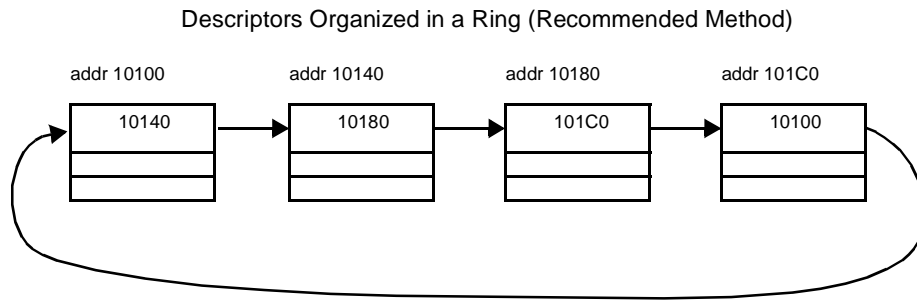 Descriptors Organized in a Ring (Recommended Method)
addr 10100 addr 10140 addr 10180 addr 101C0
10140 10180 101C0 10100